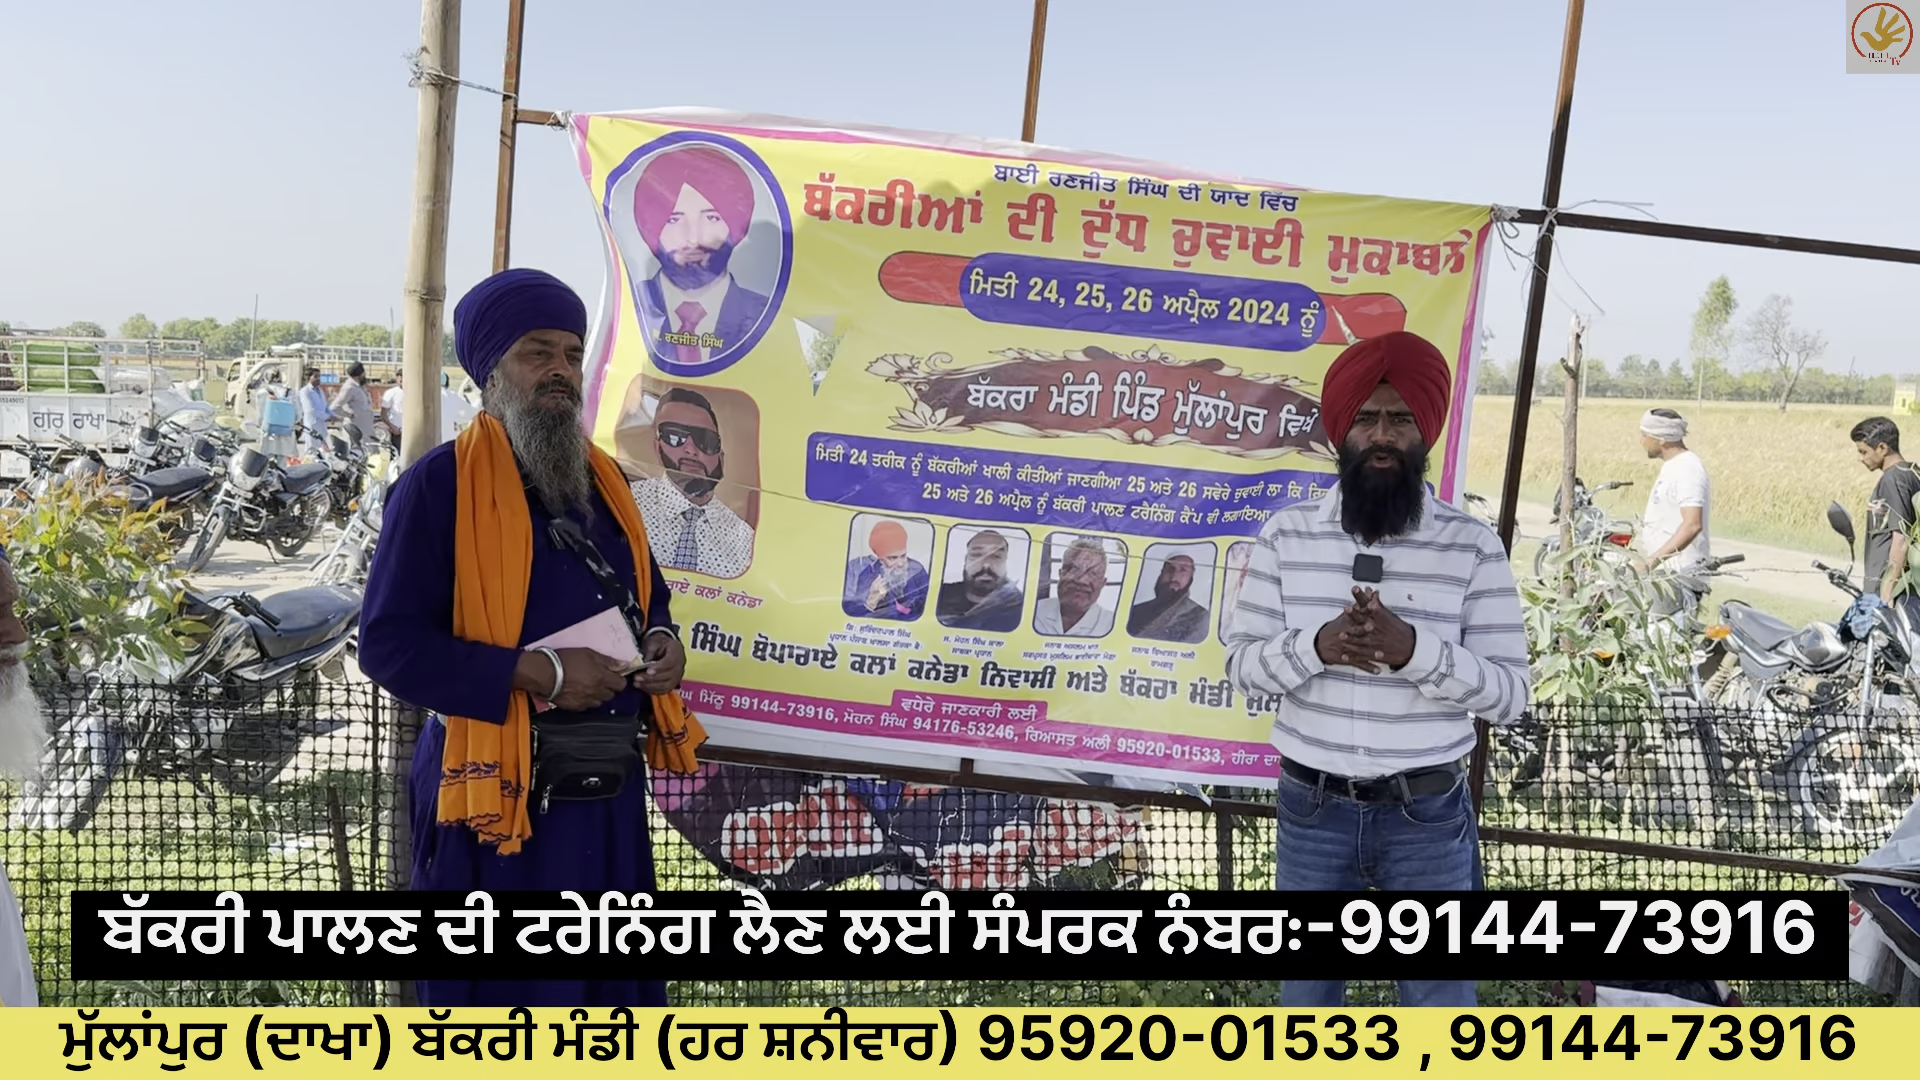 ਬਾਈ ਰਣਜੀਤ ਸਿੰਘ ਦੀ ਯਾਦ ਵਿੱਚ
ਬੱਕਰੀਆਂ ਦੀ ਦੁੱਧ ਚੁਵਾਈ ਮੁਕਾਬਲੇ
ਮਿਤੀ 24, 25, 26 ਅਪ੍ਰੈਲ 2024 ਨੂੰ
ਰਣਜੀਤ ਸਿੰਘ
ਬੱਕਰਾ ਮੰਡੀ ਪਿੰਡ ਮੁੱਲਾਂਪੁਰ ਵਿਖੇ
ਗੁਰ ਰਾਖਾ
ਮਿਤੀ 24 ਤਰੀਕ ਨੂੰ ਬੱਕਰੀਆਂ ਖਾਲੀ ਕੀਤੀਆਂ ਜਾਣਗੀਆ 25 ਅਤੇ 26 ਸਵੇਰੇ ਚੁਵਾਈ ਲਾ ਕਿ
25 ਅਤੇ 26 ਅਪ੍ਰੈਲ ਨੂੰ ਬੱਕਰੀ ਪਾਲਣ ਟਰੈਨਿੰਗ ਕੈਂਪ ਵੀ ਲਗਾਇਆ
ਕਲਾਂ ਕਨੇਡਾ
ਸ. ਮੋਹਨ ਸਿੰਘ ਬਾਲਾ
ਸਾਬਕਾ ਪ੍ਰਧਾਨ
ਸਿੰਘ ਬੋਪਾਰਾਏ ਕਲਾਂ ਕਨੇਡਾ ਨਿਵਾਸੀ ਅਤੇ ਬੱਕਰਾ ਮੰਡੀ
ਵਧੇਰੇ ਜਾਣਕਾਰੀ ਲਈ
ਮਿੱਠੂ 99144-73916, ਮੋਹਨ ਸਿੰਘ 94176-53246, ਰਿਆਸਤ ਅਲੀ 95920-01533, ਹੀਰਾ
ਬੱਕਰੀ ਪਾਲਣ ਦੀ ਟਰੇਨਿੰਗ ਲੈਣ ਲਈ ਸੰਪਰਕ ਨੰਬਰਃ-99144-73916
ਮੁੱਲਾਂਪੁਰ (ਦਾਖਾ) ਬੱਕਰੀ ਮੰਡੀ (ਹਰ ਸ਼ਨੀਵਾਰ) 95920-01533 , 99144-73916